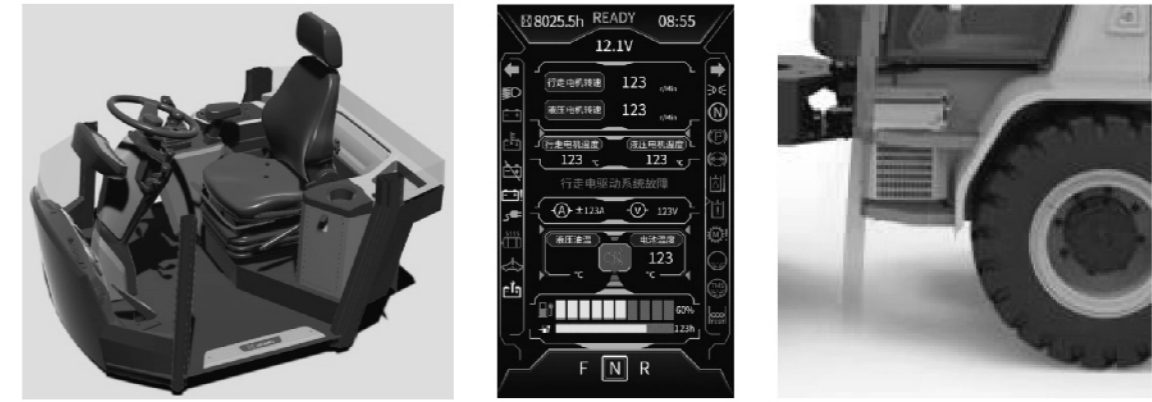 8025.5h READY 08:55
12.1V
行走电机转速 123 r/Min
液压电机转速 123 r/Min
行走电机温度 液压电机温度
123 ℃ 123 ℃
行走电驱动系统故障
A ±123A V 123V
液压油温 电池温度
℃ 123 ℃
60%
123h
F N R
N
P
M